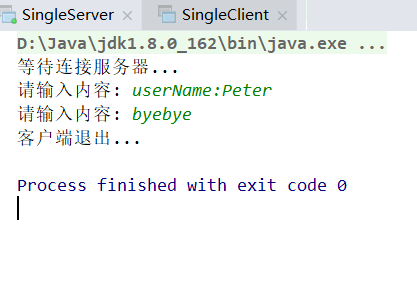 SingleServer × SingleClient ×
D:\Java\jdk1.8.0_162\bin\java.exe ...
等待连接服务器...
请输入内容: userName:Peter
请输入内容: byebye
客户端退出...
Process finished with exit code 0